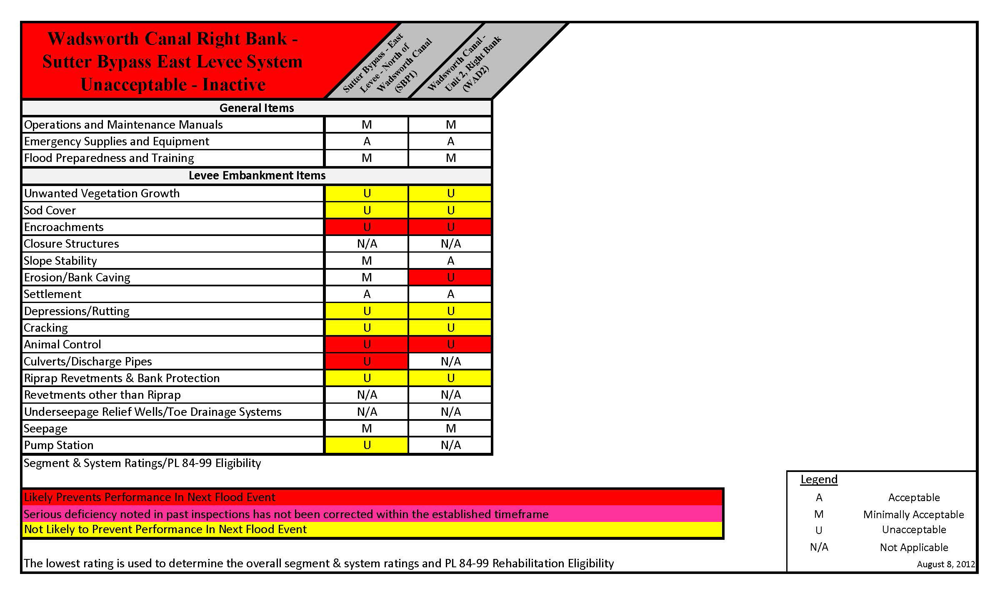 Wadsworth Canal Right Bank -
Sutter Bypass East Levee System
Unacceptable - Inactive
Sutter Bypass - East
Levee - North of
Wadsworth Canal
(SBP1)
Wadsworth Canal -
Unit 2, Right Bank
(WAD2)
General Items
Operations and Maintenance Manuals M M
Emergency Supplies and Equipment A A
Flood Preparedness and Training M M
Levee Embankment Items
Unwanted Vegetation Growth U U
Sod Cover U U
Encroachments U U
Closure Structures N/A N/A
Slope Stability M A
Erosion/Bank Caving M U
Settlement A A
Depressions/Rutting U U
Cracking U U
Animal Control U U
Culverts/Discharge Pipes U N/A
Riprap Revetments & Bank Protection U U
Revetments other than Riprap N/A N/A
Underseepage Relief Wells/Toe Drainage Systems N/A N/A
Seepage M M
Pump Station U N/A
Segment & System Ratings/PL 84-99 Eligibility
Likely Prevents Performance In Next Flood Event
Serious deficiency noted in past inspections has not been corrected within the established timeframe
Not Likely to Prevent Performance In Next Flood Event
The lowest rating is used to determine the overall segment & system ratings and PL 84-99 Rehabilitation Eligibility
Legend
A Acceptable
M Minimally Acceptable
U Unacceptable
N/A Not Applicable
August 8, 2012